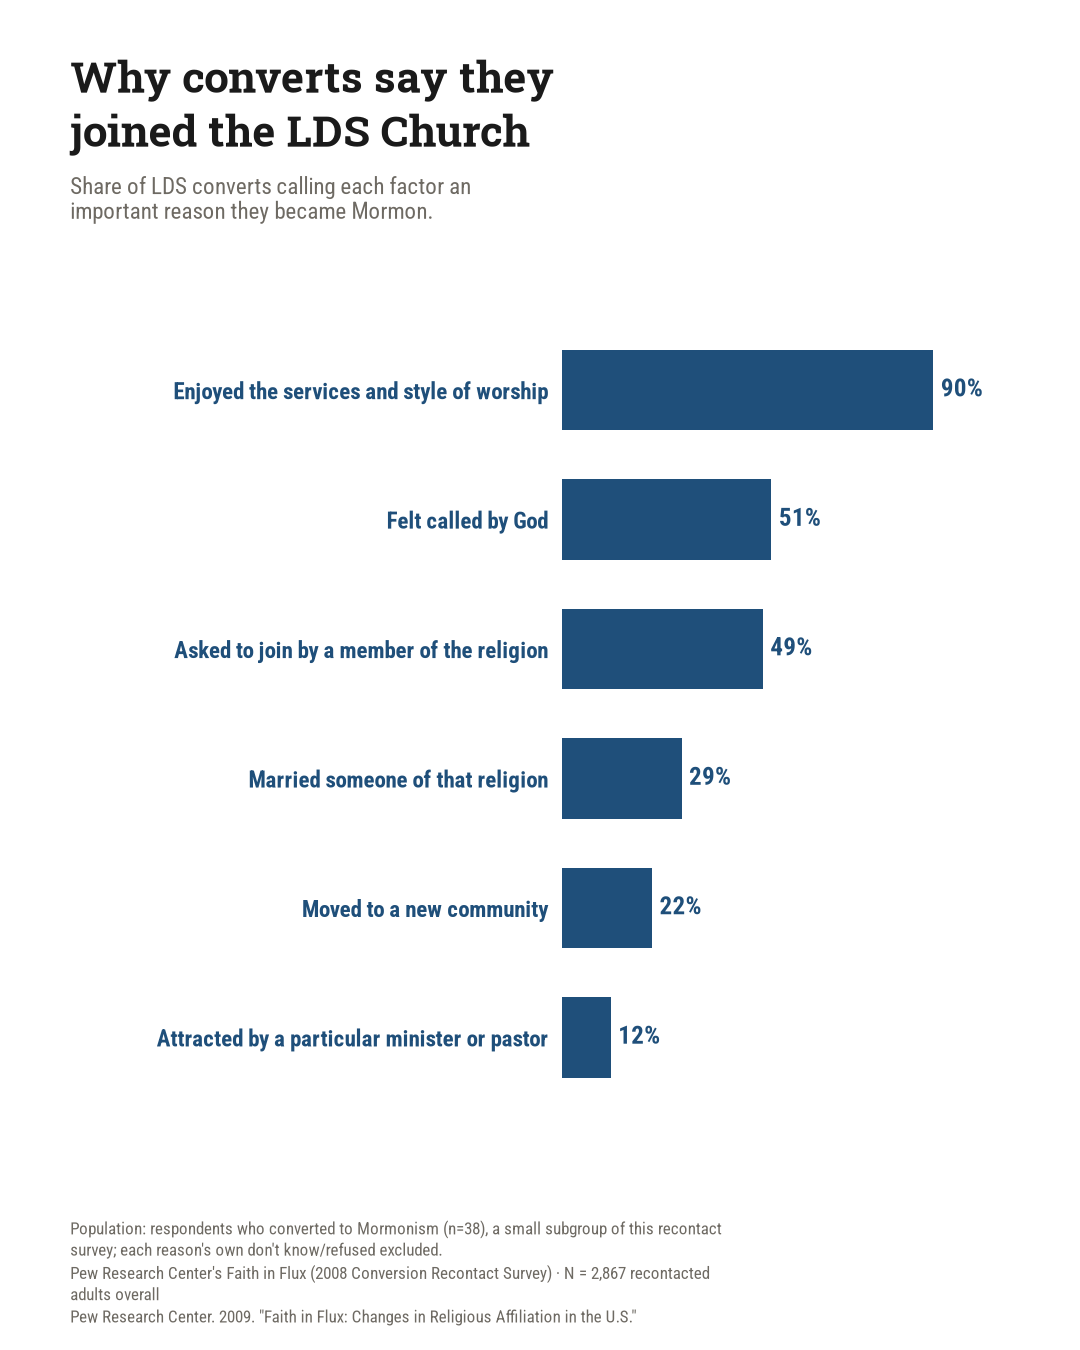 Why converts say they
joined the LDS Church
Share of LDS converts calling each factor an
important reason they became Mormon.
Enjoyed the services and style of worship 90%
Felt called by God 51%
Asked to join by a member of the religion 49%
Married someone of that religion 29%
Moved to a new community 22%
Attracted by a particular minister or pastor 12%
Population: respondents who converted to Mormonism (n=38), a small subgroup of this recontact
survey; each reason's own don't know/refused excluded.
Pew Research Center's Faith in Flux (2008 Conversion Recontact Survey) · N = 2,867 recontacted
adults overall
Pew Research Center. 2009. "Faith in Flux: Changes in Religious Affiliation in the U.S."